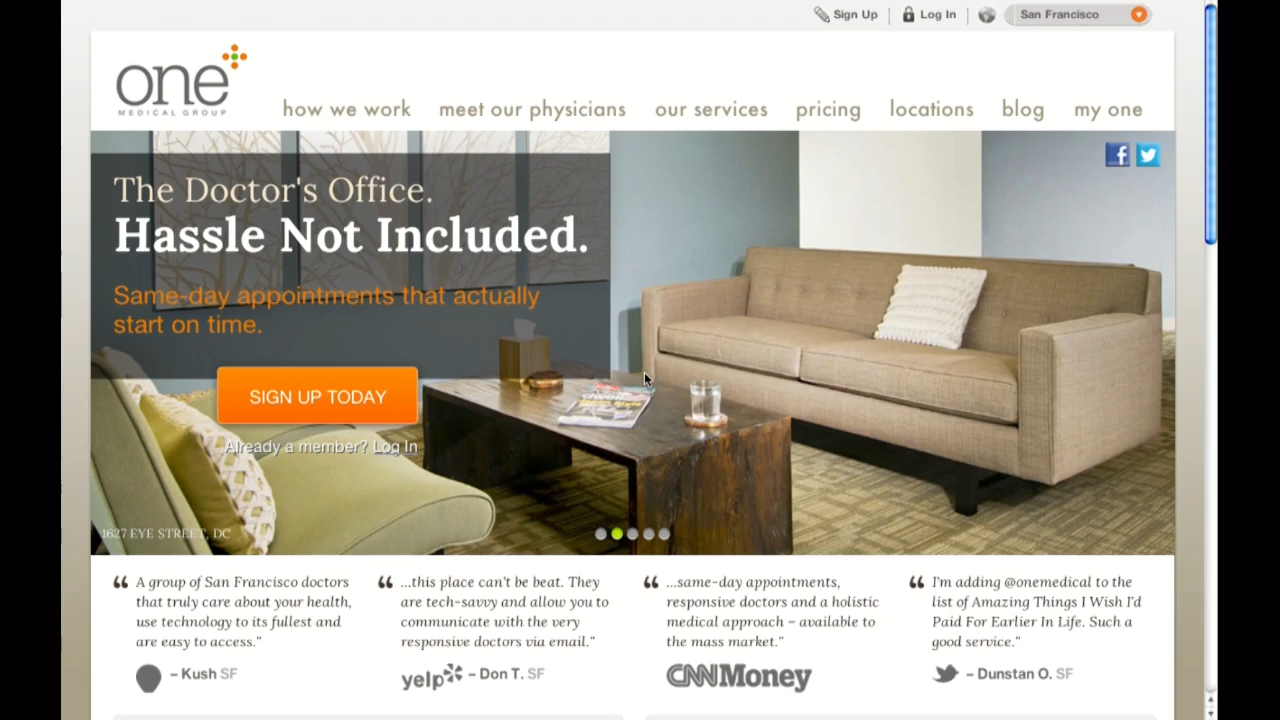 Sign Up
Log In
San Francisco
one
MEDICAL GROUP
how we work
meet our physicians
our services
pricing
locations
blog
my one
f
The Doctor's Office.
Hassle Not Included.
Same-day appointments that actually
start on time.
SIGN UP TODAY
Already a member? Log In
1627 EYE STREET, DC
“ A group of San Francisco doctors
that truly care about your health,
use technology to its fullest and
are easy to access."
– Kush SF
“ ...this place can't be beat. They
are tech-savvy and allow you to
communicate with the very
responsive doctors via email."
yelp – Don T. SF
“ ...same-day appointments,
responsive doctors and a holistic
medical approach – available to
the mass market."
CNNMoney
“ I'm adding @onemedical to the
list of Amazing Things I Wish I'd
Paid For Earlier In Life. Such a
good service."
– Dunstan O. SF